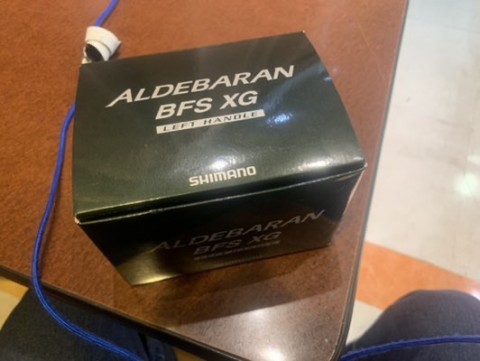 ALDEBARAN
BFS XG
LEFT HANDLE
SHIMANO
ALDEBARAN
BFS XG